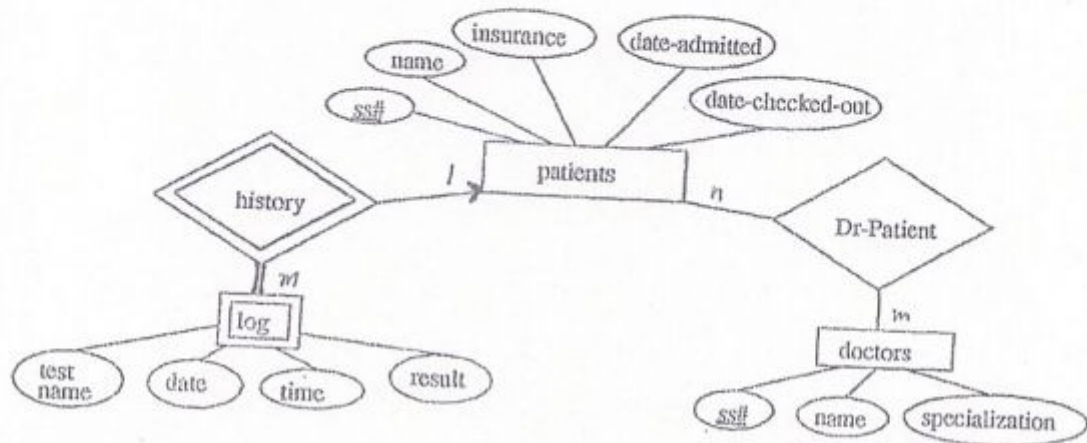 insurance
date-admitted
name
date-checked-out
ss#
1
patients
n
history
Dr-Patient
m
m
log
doctors
test
name
date
time
result
ss#
name
specialization